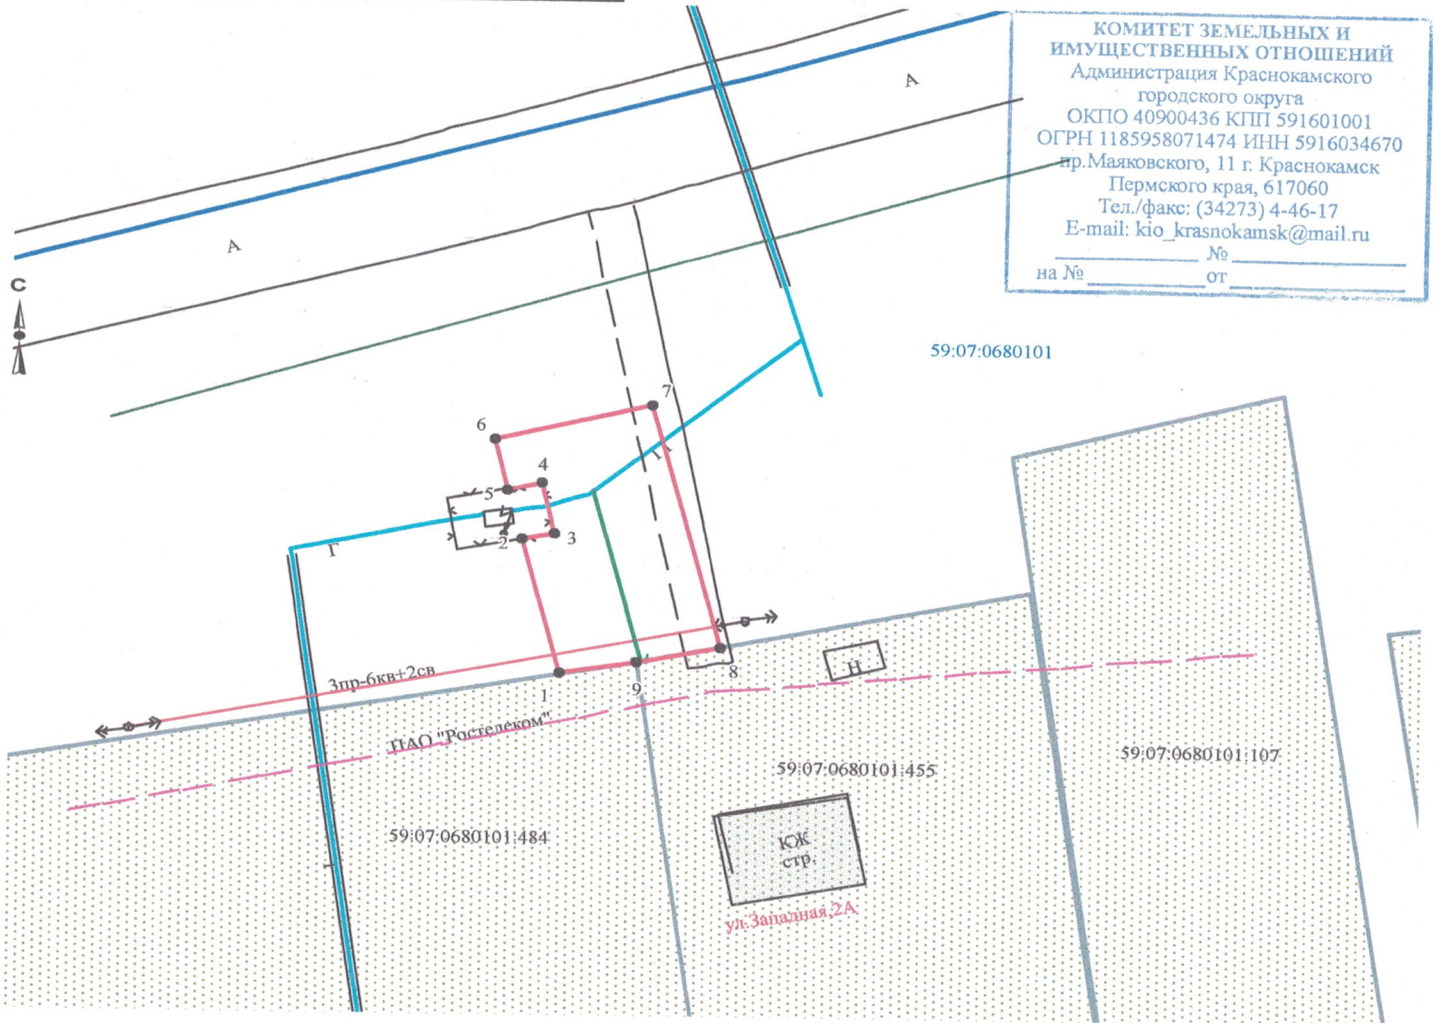 КОМИТЕТ ЗЕМЕЛЬНЫХ И
ИМУЩЕСТВЕННЫХ ОТНОШЕНИЙ
Администрация Краснокамского
городского округа
ОКПО 40900436 КПП 591601001
ОГРН 1185958071474 ИНН 5916034670
пр.Маяковского, 11 г. Краснокамск
Пермского края, 617060
Тел./факс: (34273) 4-46-17
E-mail: kio_krasnokamsk@mail.ru
№
на № от
А
А
С
59:07:0680101
7
6
4
5
3
2
Г
1
9
8
Н
3пр-6кв+2св
ПАО "Ростелеком"
59:07:0680101:455
59:07:0680101:107
59:07:0680101:484
КЖ
стр.
ул.Западная,2А